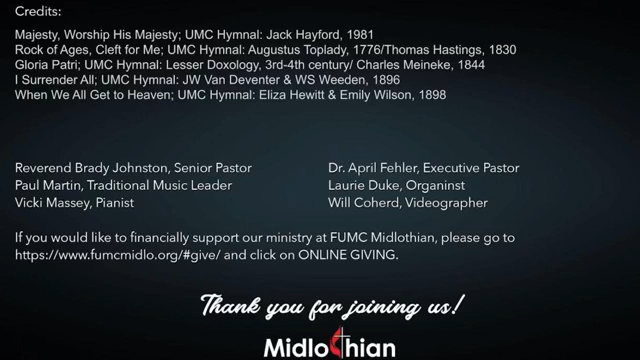 Credits:
Majesty, Worship His Majesty; UMC Hymnal: Jack Hayford, 1981
Rock of Ages, Cleft for Me; UMC Hymnal: Augustus Toplady, 1776/Thomas Hastings, 1830
Gloria Patri; UMC Hymnal: Lesser Doxology, 3rd-4th century/ Charles Meineke, 1844
I Surrender All; UMC Hymnal: JW Van Deventer & WS Weeden, 1896
When We All Get to Heaven; UMC Hymnal: Eliza Hewitt & Emily Wilson, 1898
Reverend Brady Johnston, Senior Pastor
Paul Martin, Traditional Music Leader
Vicki Massey, Pianist
Dr. April Fehler, Executive Pastor
Laurie Duke, Organinst
Will Coherd, Videographer
If you would like to financially support our ministry at FUMC Midlothian, please go to
https://www.fumcmidlo.org/#give/ and click on ONLINE GIVING.
Thank you for joining us!
Midlothian